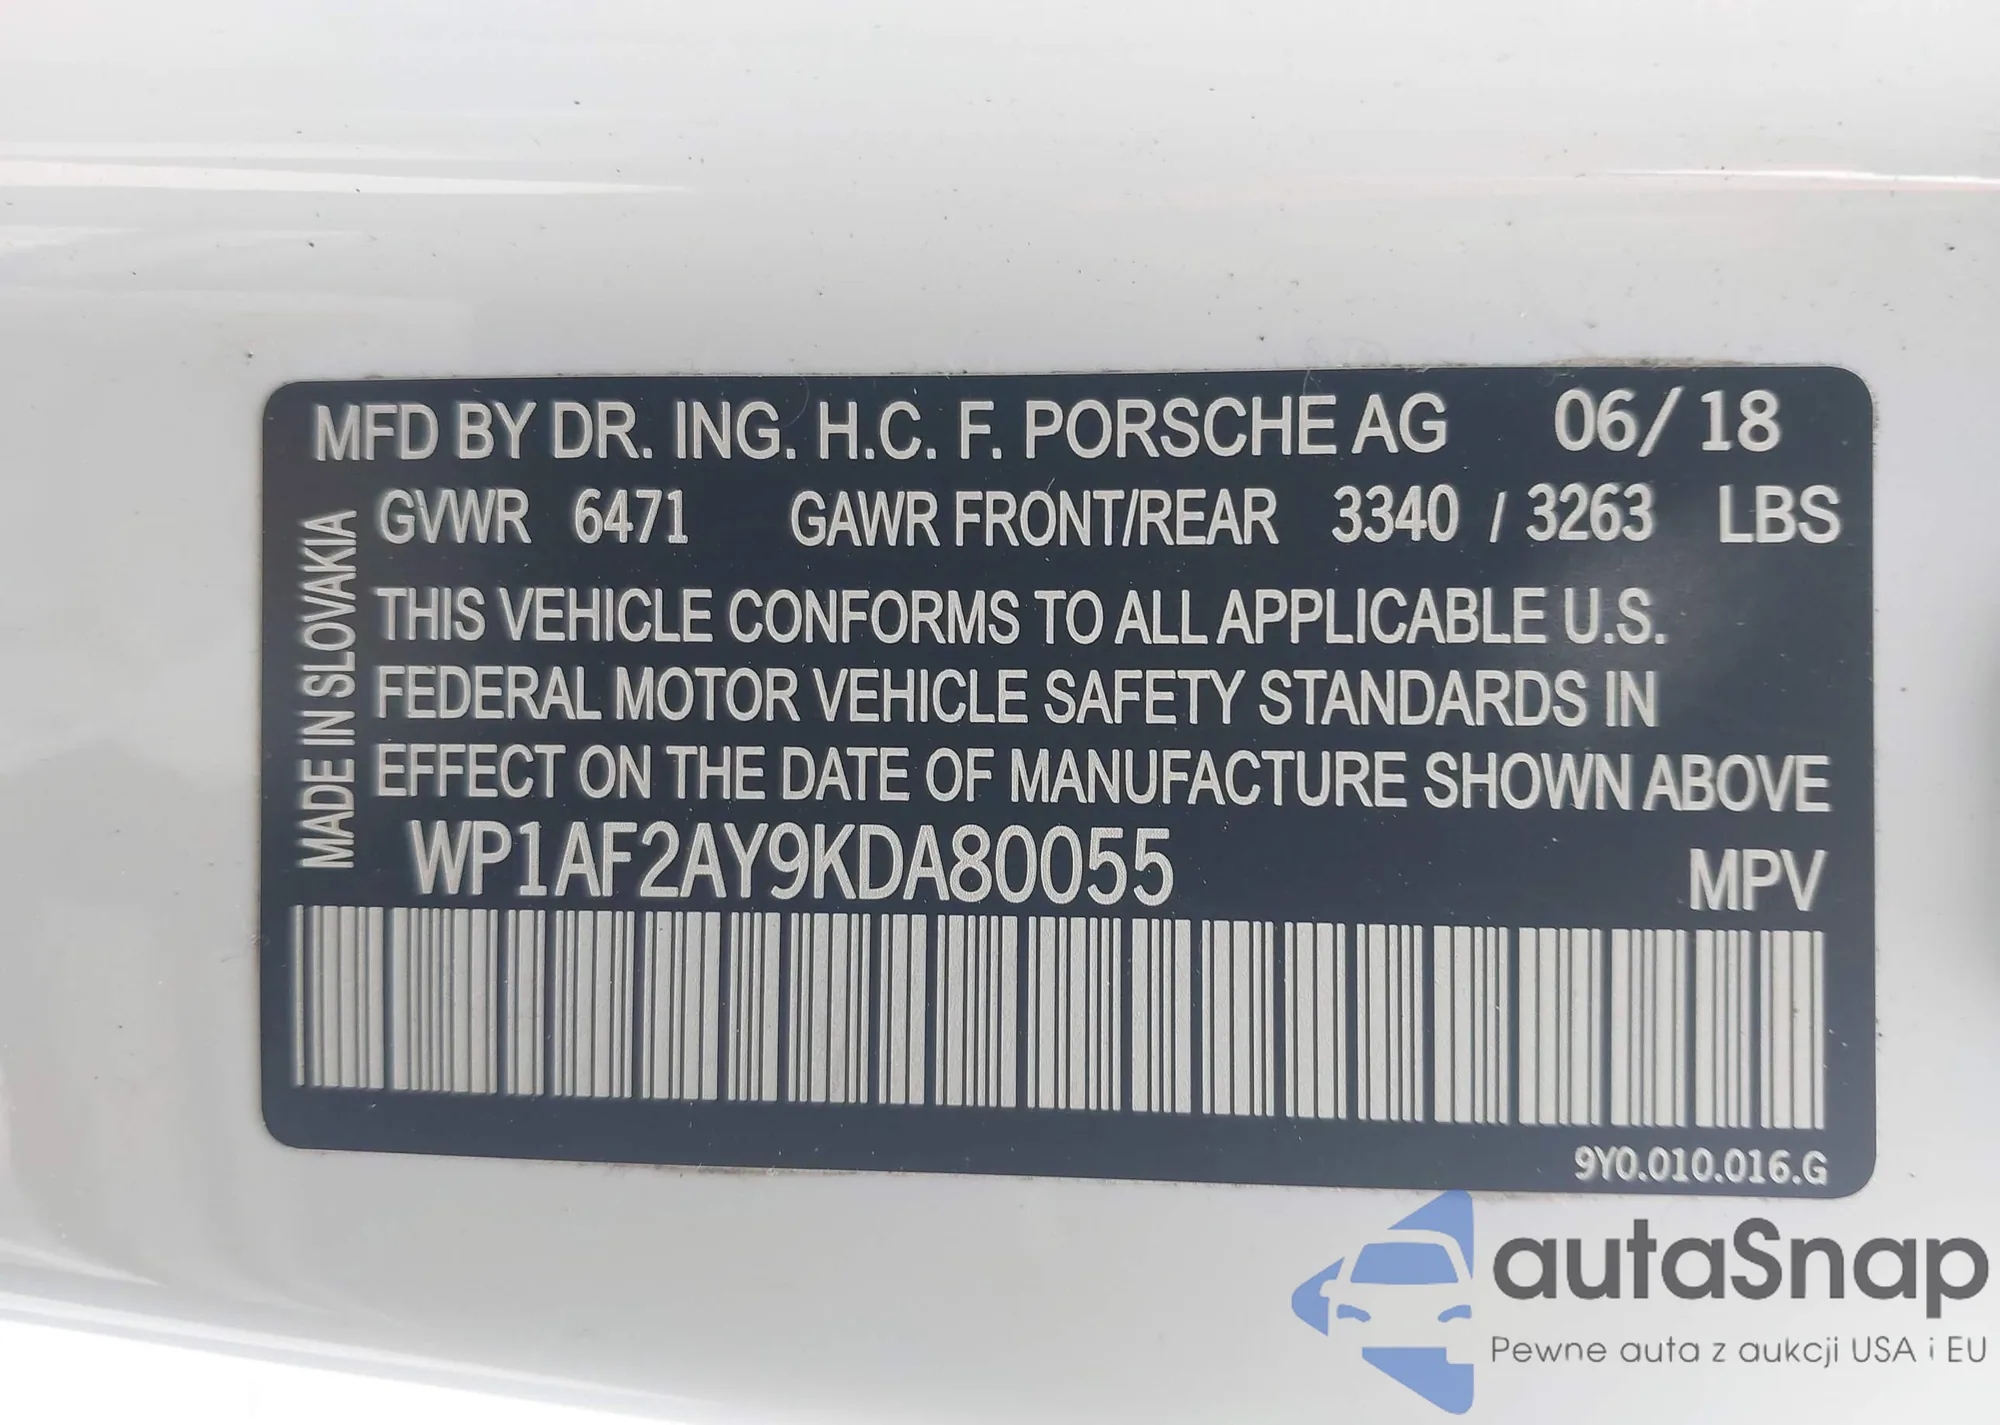 MFD BY DR. ING. H.C. F. PORSCHE AG 06/18
GVWR 6471 GAWR FRONT/REAR 3340 / 3263 LBS
MADE IN SLOVAKIA
THIS VEHICLE CONFORMS TO ALL APPLICABLE U.S.
FEDERAL MOTOR VEHICLE SAFETY STANDARDS IN
EFFECT ON THE DATE OF MANUFACTURE SHOWN ABOVE
WP1AF2AY9KDA80055 MPV
9Y0.010.016.G
autaSnap
Pewne auta z aukcji USA i EU